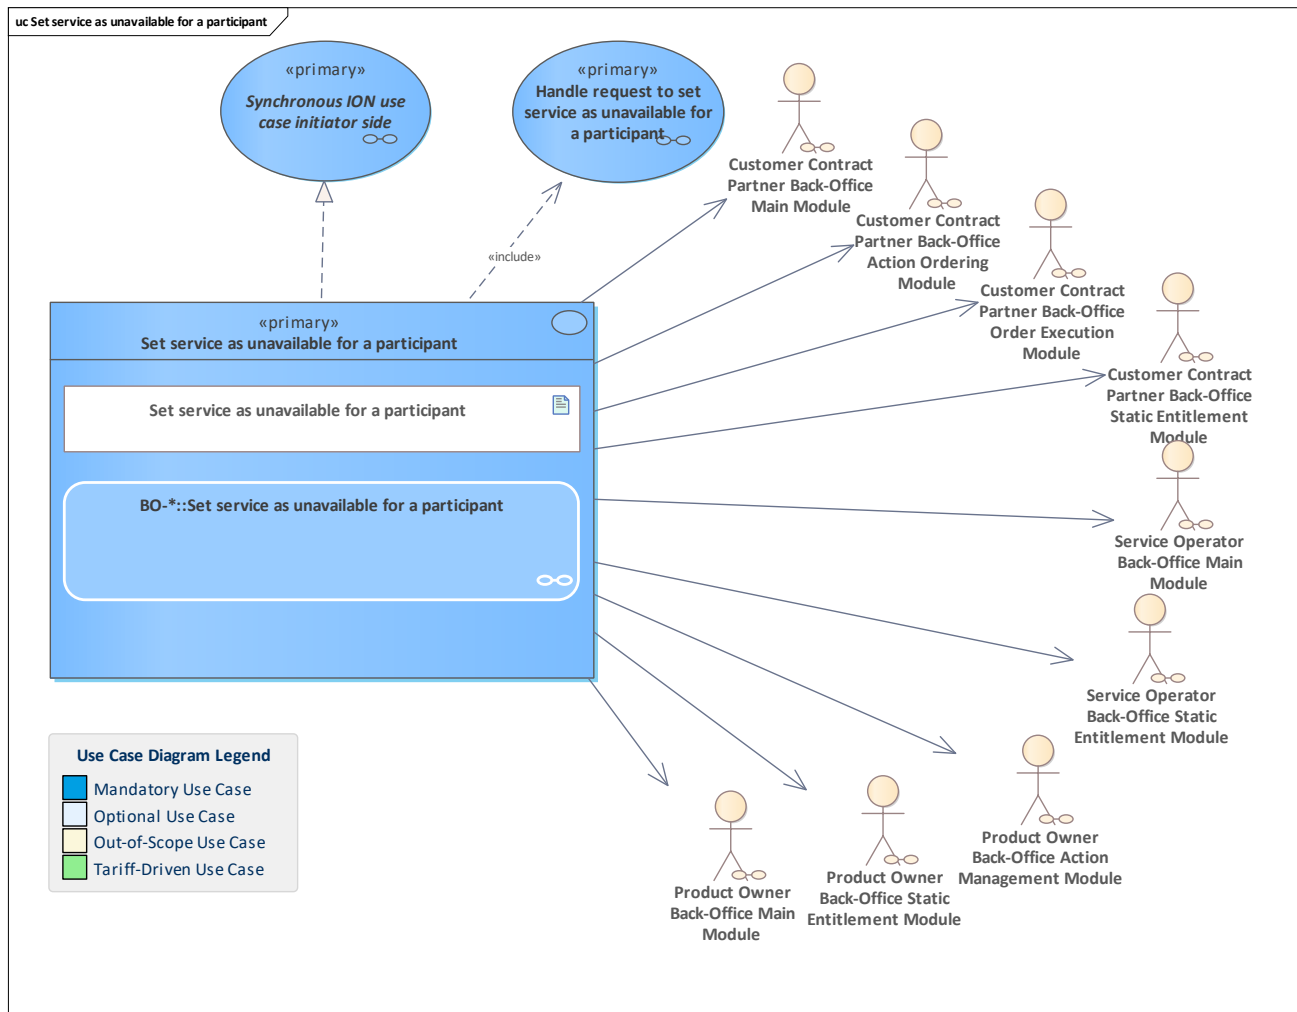 uc Set service as unavailable for a participant
«primary»
Synchronous ION use
case initiator side
«primary»
Handle request to set
service as unavailable for
a participant
Customer Contract
Partner Back-Office
Main Module
Customer Contract
Partner Back-Office
Action Ordering
Module
Customer Contract
Partner Back-Office
Order Execution
Module
Customer Contract
Partner Back-Office
Static Entitlement
Module
«include»
«primary»
Set service as unavailable for a participant
Set service as unavailable for a participant
BO-*::Set service as unavailable for a participant
Service Operator
Back-Office Main
Module
Service Operator
Back-Office Static
Entitlement Module
Product Owner
Back-Office Action
Management Module
Product Owner
Back-Office Static
Entitlement Module
Product Owner
Back-Office Main
Module
Use Case Diagram Legend
Mandatory Use Case
Optional Use Case
Out-of-Scope Use Case
Tariff-Driven Use Case